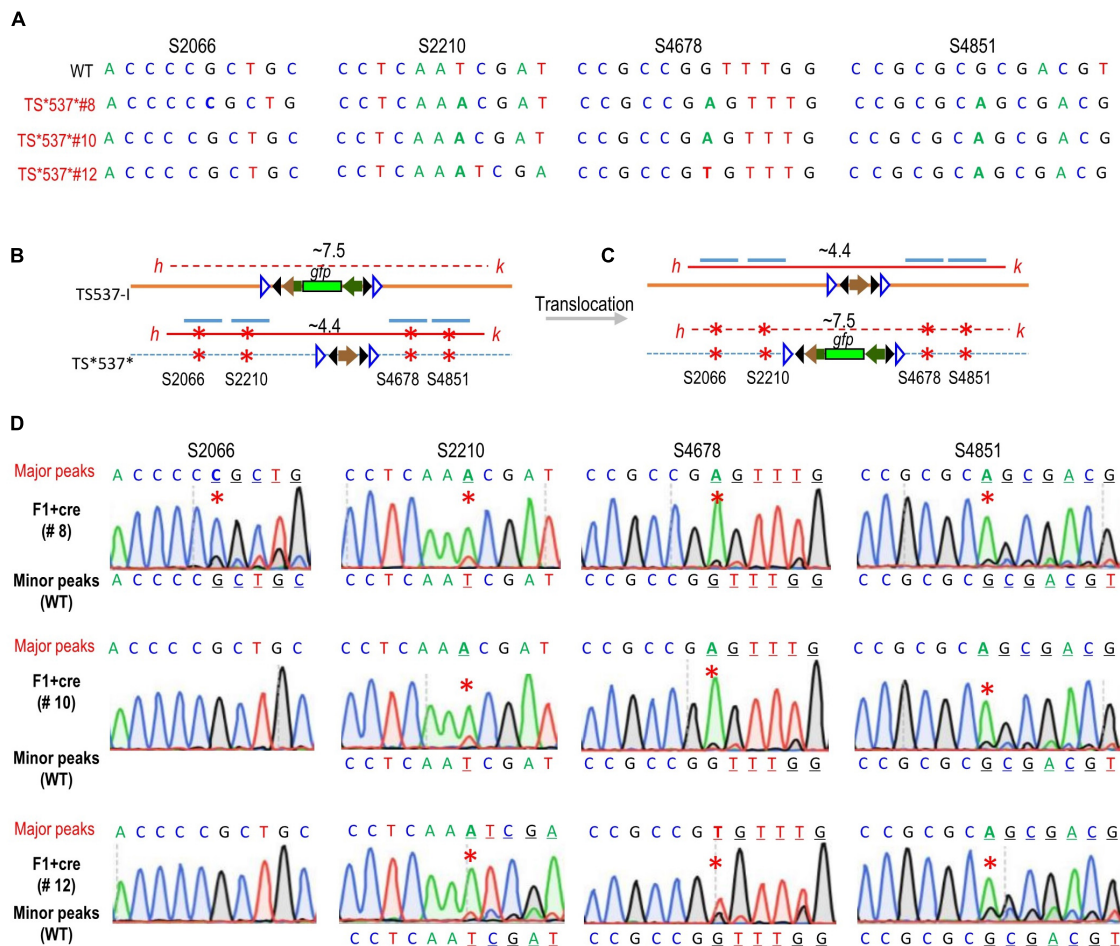 A
S2066 S2210 S4678 S4851
WT A C C C C G C T G C C C T C A A T C G A T C C G C C G G T T T G G C C G C G C G C G A C G T
TS*537*#8 A C C C C C G C T G C C T C A A A C G A T C C G C C G A G T T T G C C G C G C A G C G A C G
TS*537*#10 A C C C C G C T G C C C T C A A A C G A T C C G C C G A G T T T G C C G C G C A G C G A C G
TS*537*#12 A C C C C G C T G C C C T C A A A T C G A C C G C C G T G T T T G C C G C G C A G C G A C G
B
~7.5
h gfp k
TS537-I
h * * ~4.4 * * k
TS*537* * * * *
S2066 S2210 S4678 S4851
Translocation
C
~4.4
h k
~7.5
h * * gfp * * k
* * * *
S2066 S2210 S4678 S4851
D
S2066 S2210 S4678 S4851
Major peaks A C C C C C G C T G C C T C A A A C G A T C C G C C G A G T T T G C C G C G C A G C G A C G
F1+cre * * * *
(# 8)
Minor peaks A C C C C G C T G C C C T C A A T C G A T C C G C C G G T T T G G C C G C G C G C G A C G T
(WT)
Major peaks A C C C C G C T G C C C T C A A A C G A T C C G C C G A G T T T G C C G C G C A G C G A C G
F1+cre * * *
(# 10)
Minor peaks C C T C A A T C G A T C C G C C G G T T T G G C C G C G C G C G A C G T
(WT)
Major peaks A C C C C G C T G C C C T C A A A T C G A C C G C C G T G T T T G C C G C G C A G C G A C G
F1+cre * * *
(# 12)
Minor peaks C C T C A A T C G A T C C G C C G G T T T G G C C G C G C G C G A C G T
(WT)